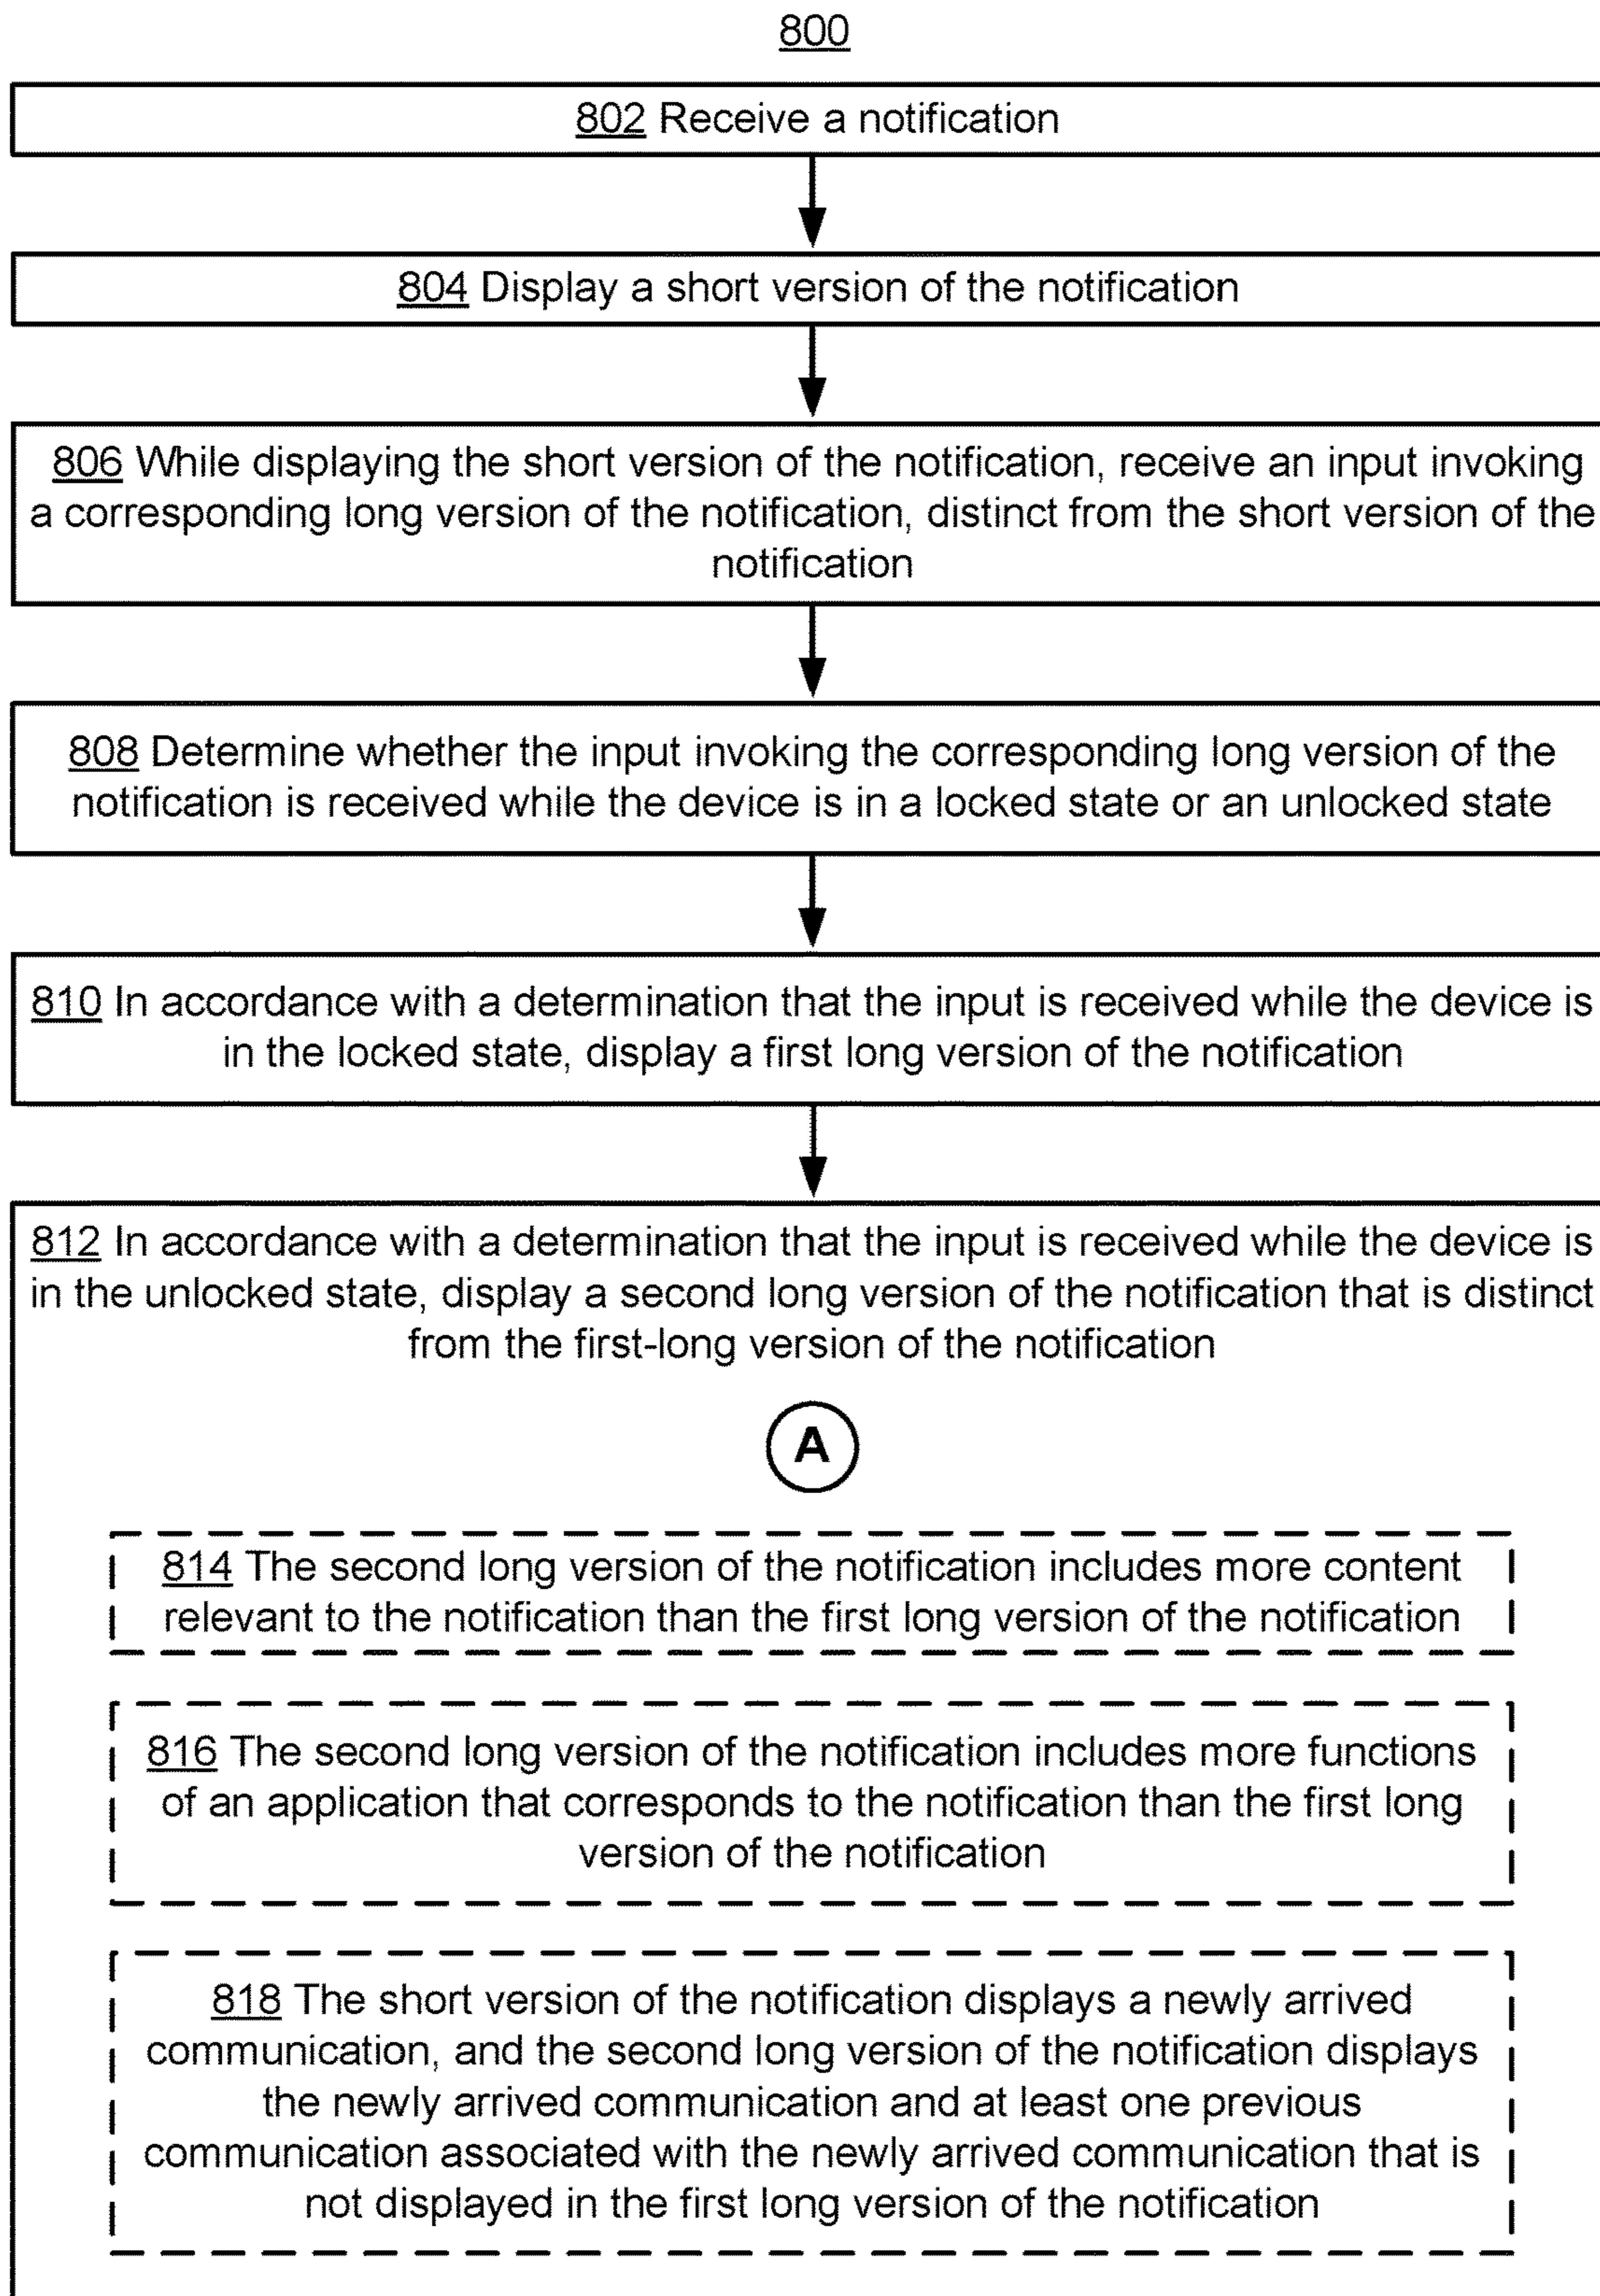 800
802 Receive a notification
804 Display a short version of the notification
806 While displaying the short version of the notification, receive an input invoking
a corresponding long version of the notification, distinct from the short version of the
notification
808 Determine whether the input invoking the corresponding long version of the
notification is received while the device is in a locked state or an unlocked state
810 In accordance with a determination that the input is received while the device is
in the locked state, display a first long version of the notification
812 In accordance with a determination that the input is received while the device is
in the unlocked state, display a second long version of the notification that is distinct
from the first-long version of the notification
A
814 The second long version of the notification includes more content
relevant to the notification than the first long version of the notification
816 The second long version of the notification includes more functions
of an application that corresponds to the notification than the first long
version of the notification
818 The short version of the notification displays a newly arrived
communication, and the second long version of the notification displays
the newly arrived communication and at least one previous
communication associated with the newly arrived communication that is
not displayed in the first long version of the notification